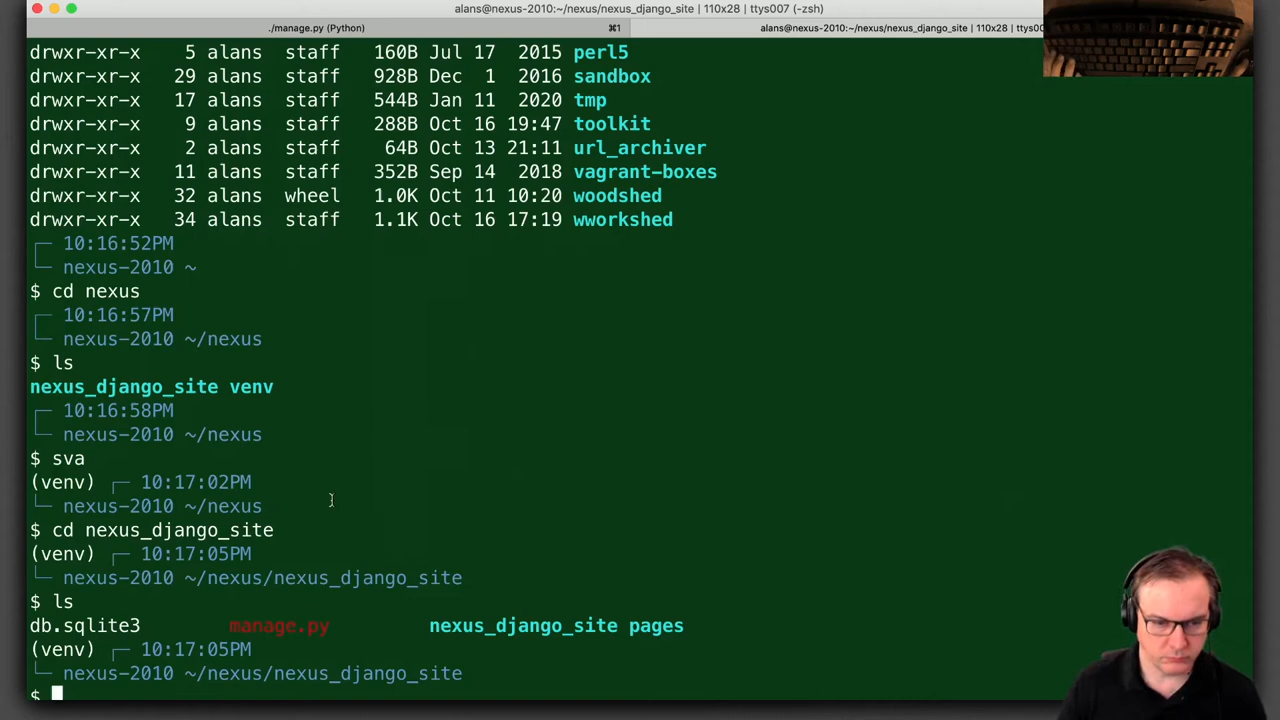 alans@nexus-2010:~/nexus/nexus_django_site | 110x28 | ttys007 (-zsh)
./manage.py (Python) ⌘1 alans@nexus-2010:~/nexus/nexus_django_site | 110x28 | ttys00
drwxr-xr-x 5 alans staff 160B Jul 17 2015 perl5
drwxr-xr-x 29 alans staff 928B Dec 1 2016 sandbox
drwxr-xr-x 17 alans staff 544B Jan 11 2020 tmp
drwxr-xr-x 9 alans staff 288B Oct 16 19:47 toolkit
drwxr-xr-x 2 alans staff 64B Oct 13 21:11 url_archiver
drwxr-xr-x 11 alans staff 352B Sep 14 2018 vagrant-boxes
drwxr-xr-x 32 alans wheel 1.0K Oct 11 10:20 woodshed
drwxr-xr-x 34 alans staff 1.1K Oct 16 17:19 wworkshed
┌─ 10:16:52PM
└─ nexus-2010 ~
$ cd nexus
┌─ 10:16:57PM
└─ nexus-2010 ~/nexus
$ ls
nexus_django_site venv
┌─ 10:16:58PM
└─ nexus-2010 ~/nexus
$ sva
(venv) ┌─ 10:17:02PM
└─ nexus-2010 ~/nexus
$ cd nexus_django_site
(venv) ┌─ 10:17:05PM
└─ nexus-2010 ~/nexus/nexus_django_site
$ ls
db.sqlite3 manage.py nexus_django_site pages
(venv) ┌─ 10:17:05PM
└─ nexus-2010 ~/nexus/nexus_django_site
$